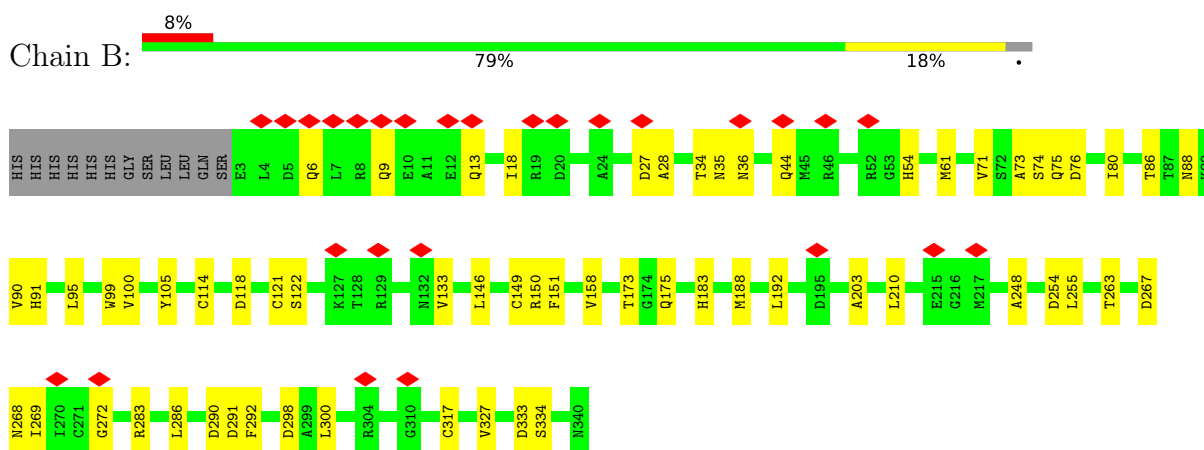 8%
Chain B:
79% 18% •
HIS HIS HIS HIS HIS HIS GLY SER LEU LEU GLN SER E3 L4 D5 Q6 L7 R8 Q9 E10 A11 E12 Q13 I18 R19 D20 A24 D27 A28 T34 N35 N36 Q44 M45 R46 R52 G53 H54 M61 V71 S72 A73 S74 Q75 D76 I80 T86 T87 N88
V90 H91 L95 W99 V100 Y105 C114 D118 C121 S122 K127 T128 R129 N132 V133 L146 C149 R150 F151 V158 T173 G174 Q175 H183 M188 L192 D195 A203 L210 E215 G216 M217 A248 D254 L255 T263 D267
N268 I269 I270 C271 G272 R283 L286 D290 D291 F292 D298 A299 L300 R304 G310 C317 V327 D333 S334 N340